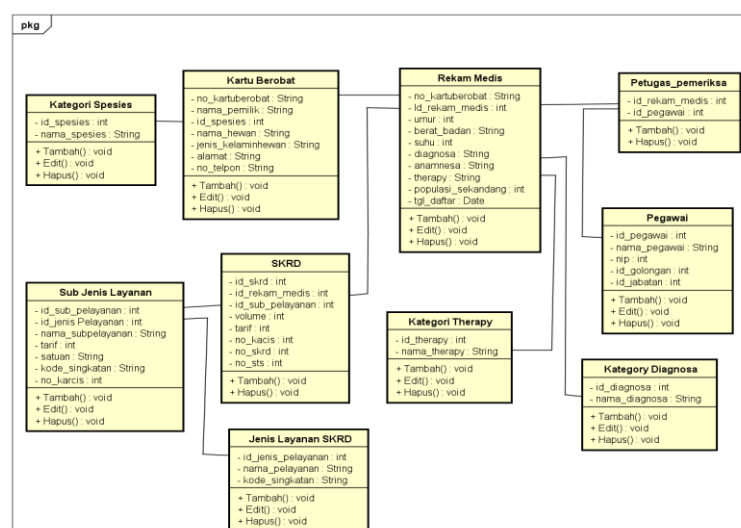 pkg
Kategori Spesies
- id_spesies : int
- nama_spesies : String
+ Tambah() : void
+ Edit() : void
+ Hapus() : void
Kartu Berobat
- no_kartuberobat : String
- nama_pemilik : String
- id_spesies : int
- nama_hewan : String
- jenis_kelaminhewan : String
- alamat : String
- no_telpon : String
+ Tambah() : void
+ Edit() : void
+ Hapus() : void
Rekam Medis
- no_kartuberobat : String
- Id_rekam_medis : int
- umur : int
- berat_badan : String
- suhu : int
- diagnosa : String
- anamnesa : String
- therapy : String
- populasi_sekandang : int
- tgl_daftar : Date
+ Tambah() : void
+ Edit() : void
+ Hapus() : void
Petugas_pemeriksa
- id_rekam_medis : int
- id_pegawai : int
+ Tambah() : void
+ Hapus() : void
Pegawai
- id_pegawai : int
- nama_pegawai : String
- nip : int
- id_golongan : int
- id_jabatan : int
+ Tambah() : void
+ Edit() : void
+ Hapus() : void
Sub Jenis Layanan
- id_sub_pelayanan : int
- id_jenis Pelayanan : int
- nama_subpelayanan : String
- tarif : int
- satuan : String
- kode_singkatan : String
- no_karcis : int
+ Tambah() : void
+ Edit() : void
+ Hapus() : void
SKRD
- id_skrd : int
- id_rekam_medis : int
- id_sub_pelayanan : int
- volume : int
- tarif : int
- no_kacis : int
- no_skrd : int
- no_sts : int
+ Tambah() : void
+ Edit() : void
+ Hapus() : void
Kategori Therapy
- id_therapy : int
- nama_therapy : String
+ Tambah() : void
+ Edit() : void
+ Hapus() : void
Kategory Diagnosa
- id_diagnosa : int
- nama_diagnosa : String
+ Tambah() : void
+ Edit() : void
+ Hapus() : void
Jenis Layanan SKRD
- id_jenis_pelayanan : int
- nama_pelayanan : String
- kode_singkatan : String
+ Tambah() : void
+ Edit() : void
+ Hapus() : void